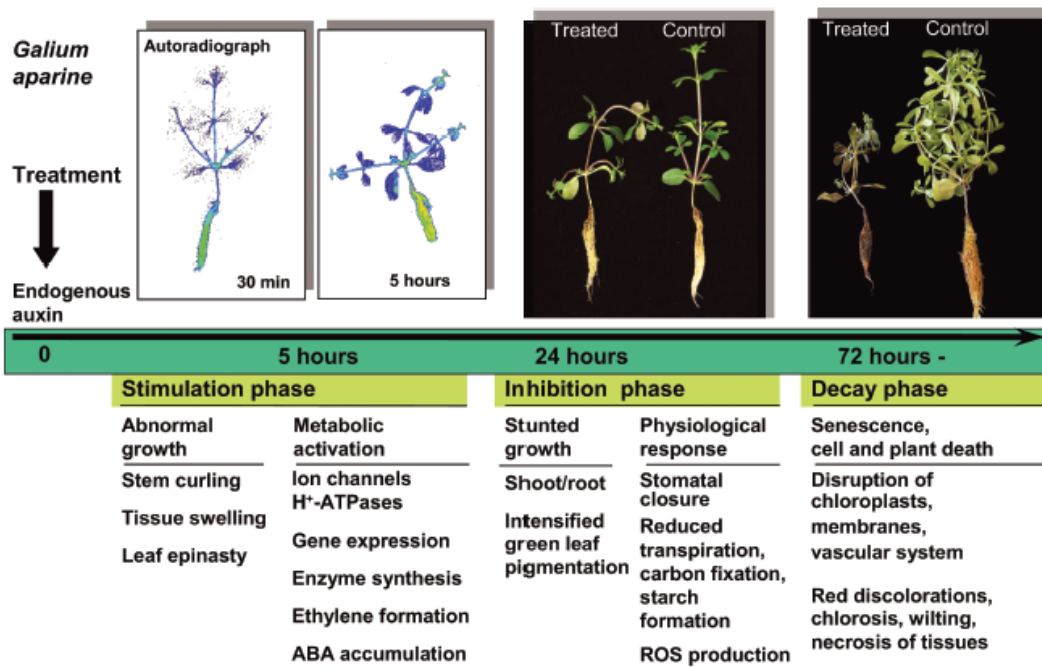 Galium
aparine
Treatment
Endogenous
auxin
Autoradiograph
30 min
5 hours
Treated
Control
Treated
Control
0
5 hours
24 hours
72 hours -
Stimulation phase
Abnormal
growth
Stem curling
Tissue swelling
Leaf epinasty
Metabolic
activation
Ion channels
H⁺-ATPases
Gene expression
Enzyme synthesis
Ethylene formation
ABA accumulation
Inhibition phase
Stunted
growth
Shoot/root
Intensified
green leaf
pigmentation
Physiological
response
Stomatal
closure
Reduced
transpiration,
carbon fixation,
starch
formation
ROS production
Decay phase
Senescence,
cell and plant death
Disruption of
chloroplasts,
membranes,
vascular system
Red discolorations,
chlorosis, wilting,
necrosis of tissues